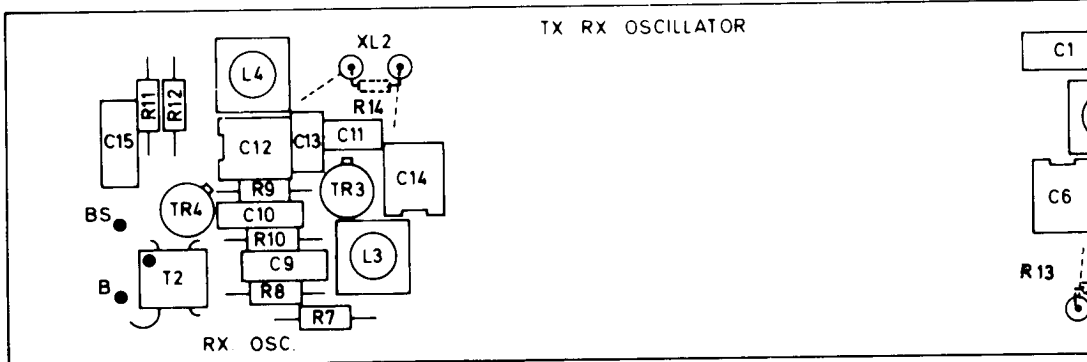 TX RX OSCILLATOR
XL2
C1
L4
R14
R11
R12
C15
C12
C13
C11
C14
R9
TR3
TR4
C10
C6
BS
R10
L3
C9
T2
R13
B
R8
R7
RX. OSC.